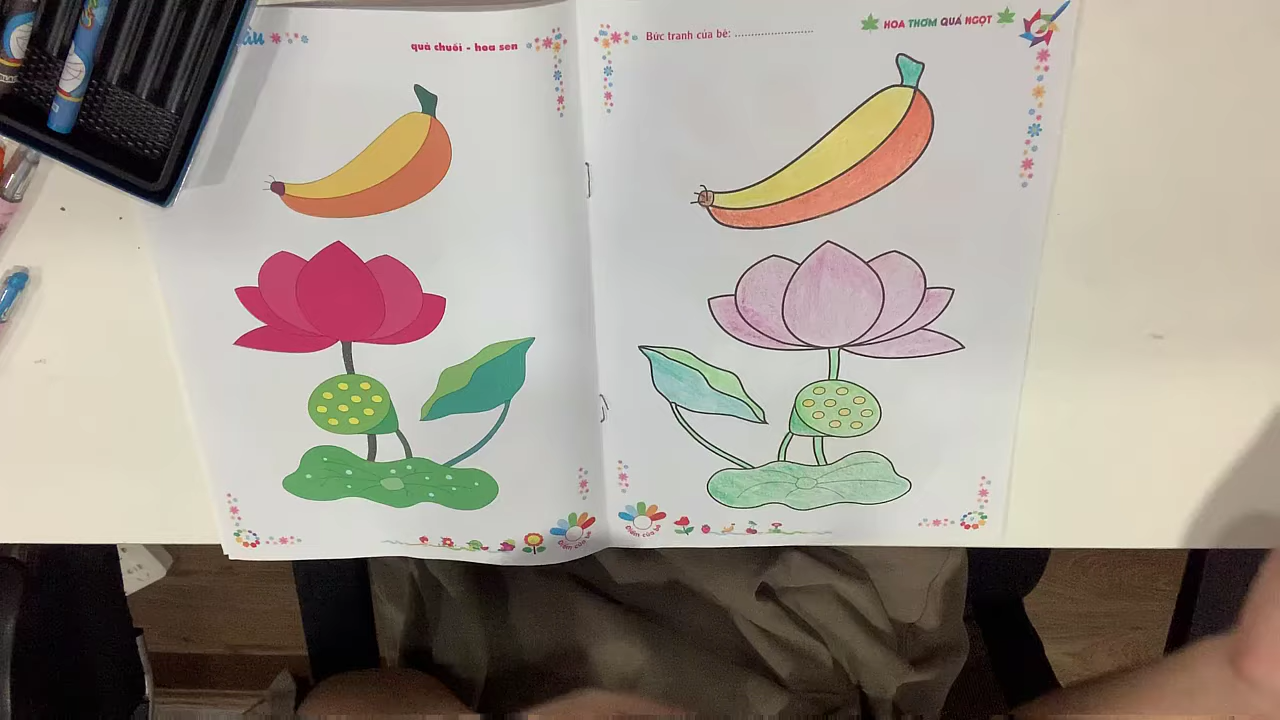 quả chuối - hoa sen
Bức tranh của bé: ........................
HOA THƠM QUẢ NGỌT